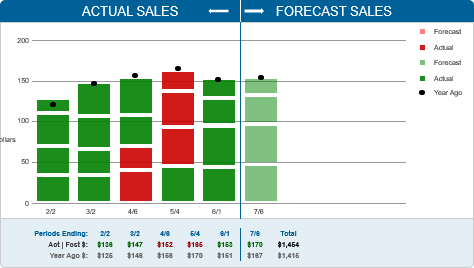 ACTUAL SALES
FORECAST SALES
Forecast
Actual
Forecast
Actual
Year Ago
200
150
100
50
0
ollars
2/2 3/2 4/6 5/4 6/1 7/6
Periods Ending: 2/2 3/2 4/6 5/4 6/1 7/6 Total
Act | Fcst $: $136 $147 $152 $165 $153 $170 $1,454
Year Ago $: $125 $148 $158 $170 $151 $167 $1,415